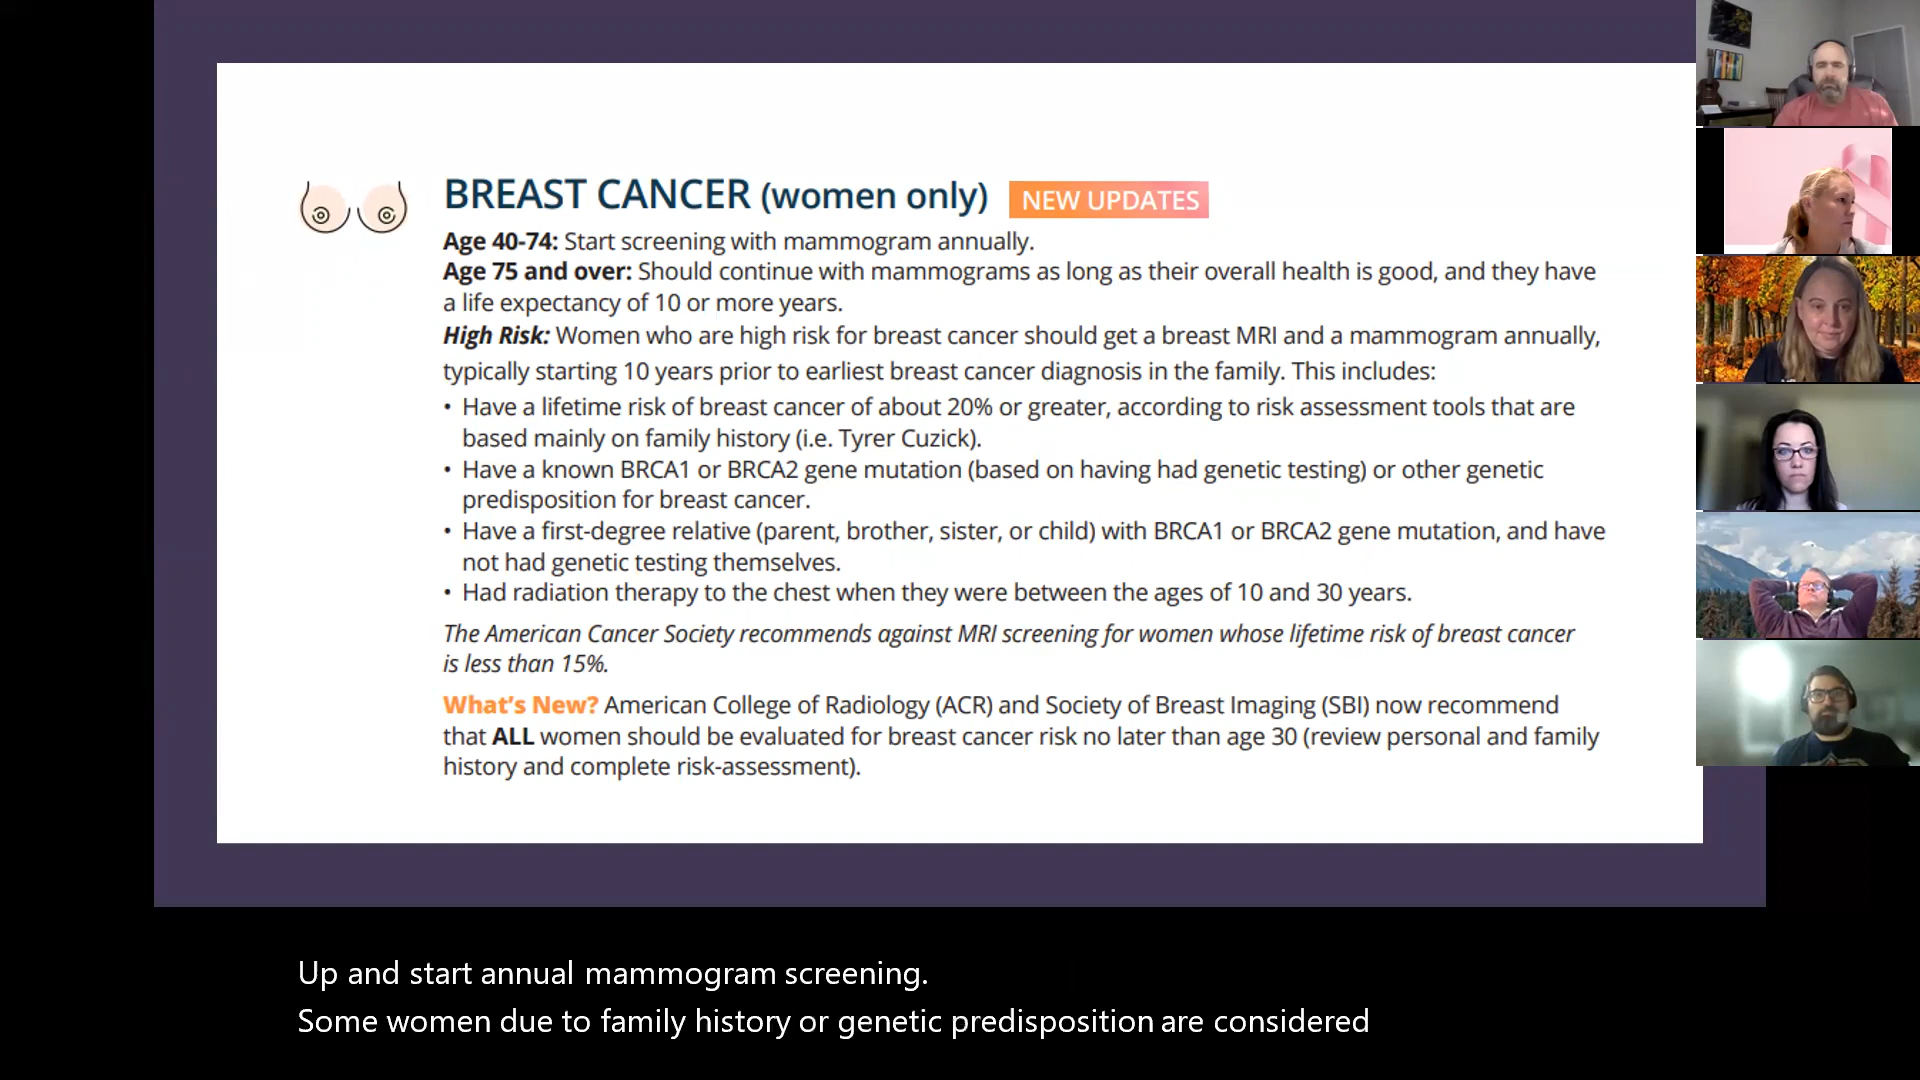 BREAST CANCER (women only) NEW UPDATES
Age 40-74: Start screening with mammogram annually.
Age 75 and over: Should continue with mammograms as long as their overall health is good, and they have
a life expectancy of 10 or more years.
High Risk: Women who are high risk for breast cancer should get a breast MRI and a mammogram annually,
typically starting 10 years prior to earliest breast cancer diagnosis in the family. This includes:
• Have a lifetime risk of breast cancer of about 20% or greater, according to risk assessment tools that are
based mainly on family history (i.e. Tyrer Cuzick).
• Have a known BRCA1 or BRCA2 gene mutation (based on having had genetic testing) or other genetic
predisposition for breast cancer.
• Have a first-degree relative (parent, brother, sister, or child) with BRCA1 or BRCA2 gene mutation, and have
not had genetic testing themselves.
• Had radiation therapy to the chest when they were between the ages of 10 and 30 years.
The American Cancer Society recommends against MRI screening for women whose lifetime risk of breast cancer
is less than 15%.
What's New? American College of Radiology (ACR) and Society of Breast Imaging (SBI) now recommend
that ALL women should be evaluated for breast cancer risk no later than age 30 (review personal and family
history and complete risk-assessment).
Up and start annual mammogram screening.
Some women due to family history or genetic predisposition are considered